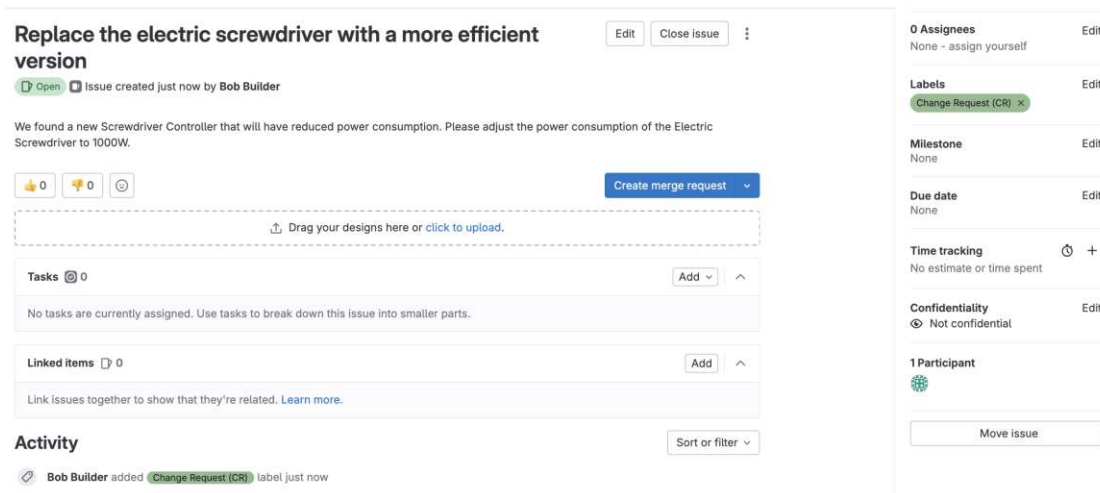 Replace the electric screwdriver with a more efficient
version
Edit
Close issue
Open
Issue created just now by Bob Builder
We found a new Screwdriver Controller that will have reduced power consumption. Please adjust the power consumption of the Electric
Screwdriver to 1000W.
0
0
Create merge request
Drag your designs here or click to upload.
Tasks 0
Add
No tasks are currently assigned. Use tasks to break down this issue into smaller parts.
Linked items 0
Add
Link issues together to show that they're related. Learn more.
Activity
Sort or filter
Bob Builder added Change Request (CR) label just now
0 Assignees
Edit
None - assign yourself
Labels
Edit
Change Request (CR) ×
Milestone
Edit
None
Due date
Edit
None
Time tracking
No estimate or time spent
Confidentiality
Edit
Not confidential
1 Participant
Move issue